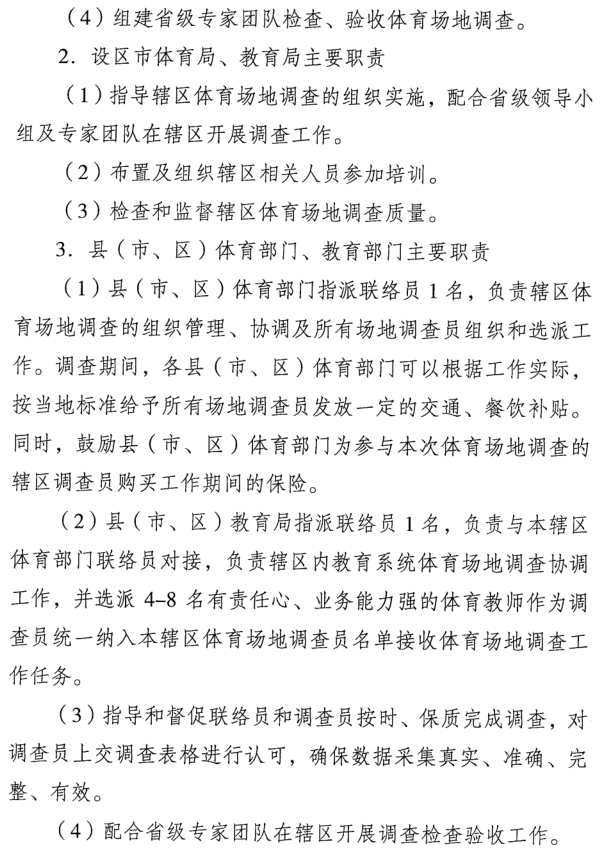 （4）组建省级专家团队检查、验收体育场地调查。
2．设区市体育局、教育局主要职责
（1）指导辖区体育场地调查的组织实施，配合省级领导小
组及专家团队在辖区开展调查工作。
（2）布置及组织辖区相关人员参加培训。
（3）检查和监督辖区体育场地调查质量。
3．县（市、区）体育部门、教育部门主要职责
（1）县（市、区）体育部门指派联络员 1 名，负责辖区体
育场地调查的组织管理、协调及所有场地调查员组织和选派工
作。调查期间，各县（市、区）体育部门可以根据工作实际，
按当地标准给予所有场地调查员发放一定的交通、餐饮补贴。
同时，鼓励县（市、区）体育部门为参与本次体育场地调查的
辖区调查员购买工作期间的保险。
（2）县（市、区）教育局指派联络员 1 名，负责与本辖区
体育部门联络员对接，负责辖区内教育系统体育场地调查协调
工作，并选派 4–8 名有责任心、业务能力强的体育教师作为调
查员统一纳入本辖区体育场地调查员名单接收体育场地调查工
作任务。
（3）指导和督促联络员和调查员按时、保质完成调查，对
调查员上交调查表格进行认可，确保数据采集真实、准确、完
整、有效。
（4）配合省级专家团队在辖区开展调查检查验收工作。